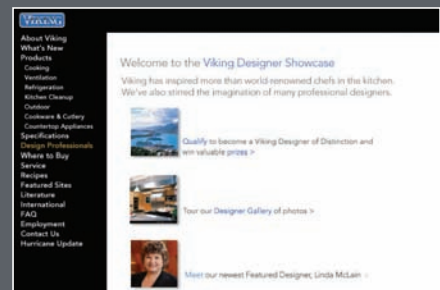 VIKING
About Viking
What's New
Products
Cooking
Ventilation
Refrigeration
Kitchen Cleanup
Outdoor
Cookware & Cutlery
Countertop Appliances
Specifications
Design Professionals
Where to Buy
Service
Recipes
Featured Sites
Literature
International
FAQ
Employment
Contact Us
Hurricane Update
Welcome to the Viking Designer Showcase
Viking has inspired more than world-renowned chefs in the kitchen.
We've also stirred the imagination of many professional designers.
Qualify to become a Viking Designer of Distinction and
win valuable prizes >
Tour our Designer Gallery of photos >
Meet our newest Featured Designer, Linda McLain >